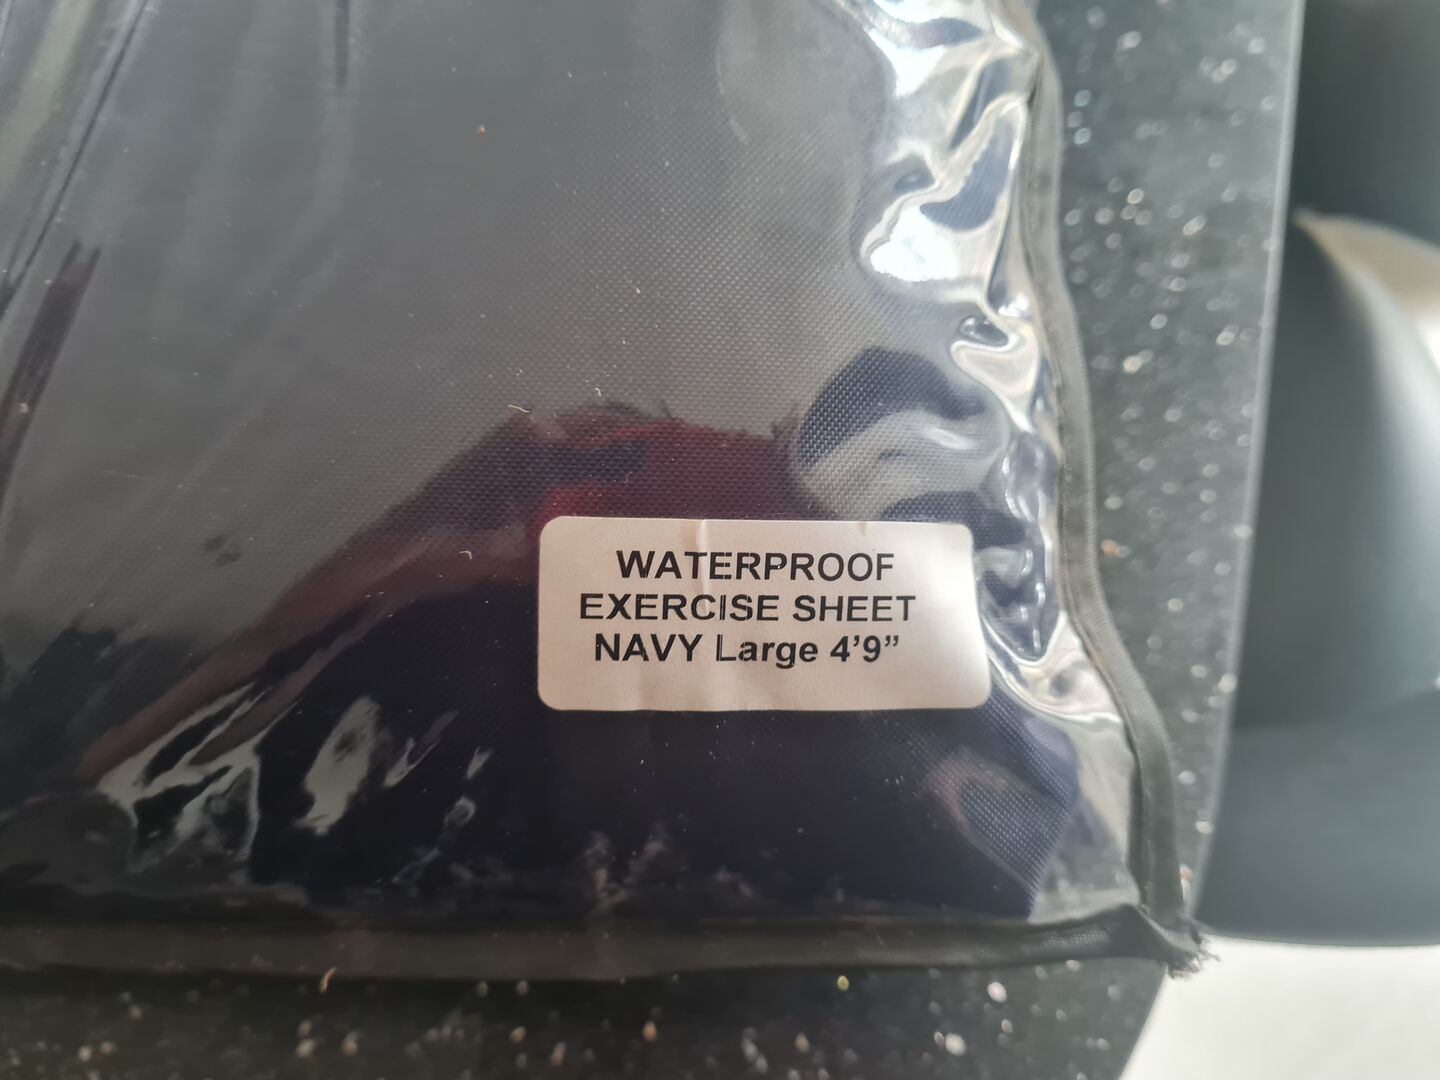 WATERPROOF
EXERCISE SHEET
NAVY Large 4’9”